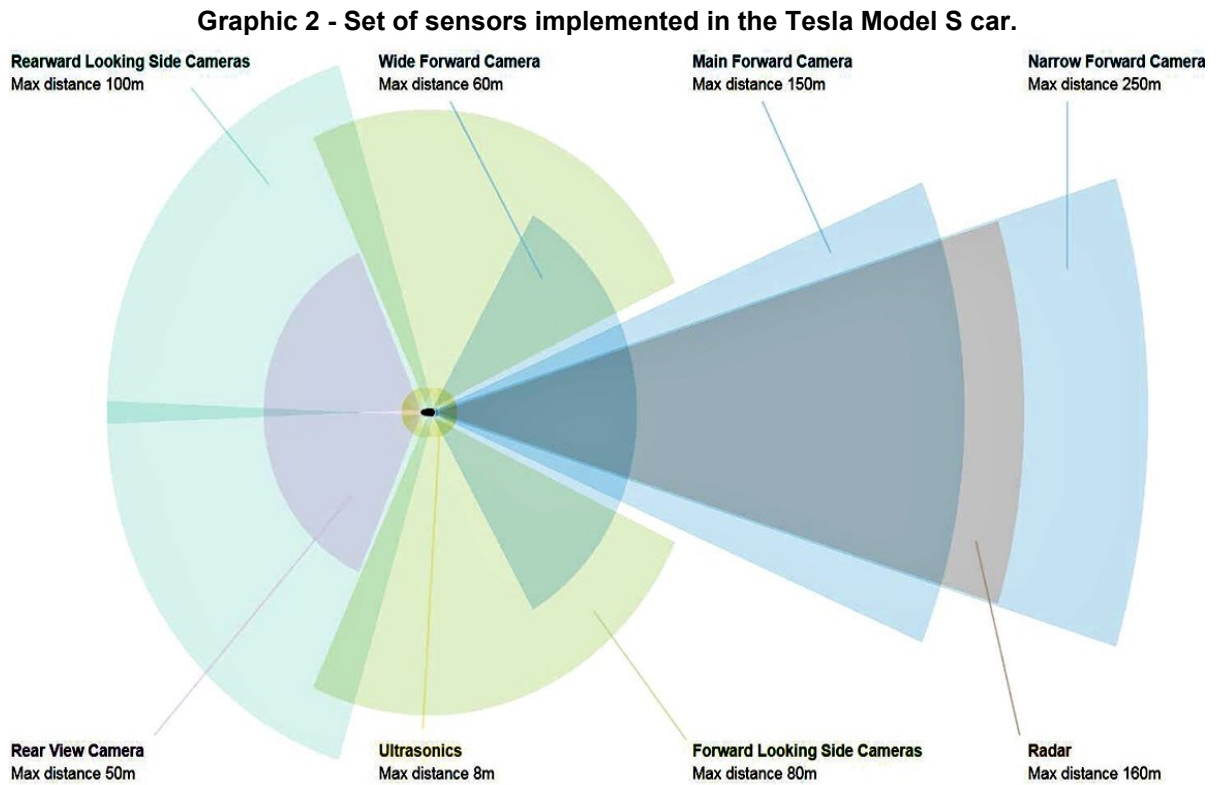 Graphic 2 - Set of sensors implemented in the Tesla Model S car.
Rearward Looking Side Cameras
Max distance 100m
Wide Forward Camera
Max distance 60m
Main Forward Camera
Max distance 150m
Narrow Forward Camera
Max distance 250m
Rear View Camera
Max distance 50m
Ultrasonics
Max distance 8m
Forward Looking Side Cameras
Max distance 80m
Radar
Max distance 160m